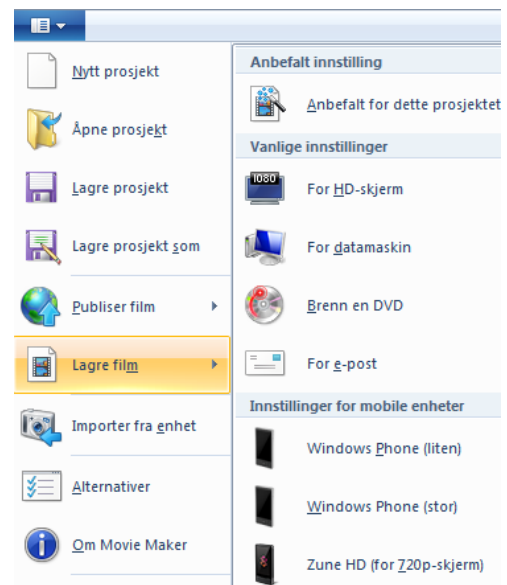 Nytt prosjekt
Åpne prosjekt
Lagre prosjekt
Lagre prosjekt som
Publiser film
Lagre film
Importer fra enhet
Alternativer
Om Movie Maker
Anbefalt innstilling
Anbefalt for dette prosjektet
Vanlige innstillinger
1080
For HD-skjerm
For datamaskin
Brenn en DVD
For e-post
Innstillinger for mobile enheter
Windows Phone (liten)
Windows Phone (stor)
Zune HD (for 720p-skjerm)